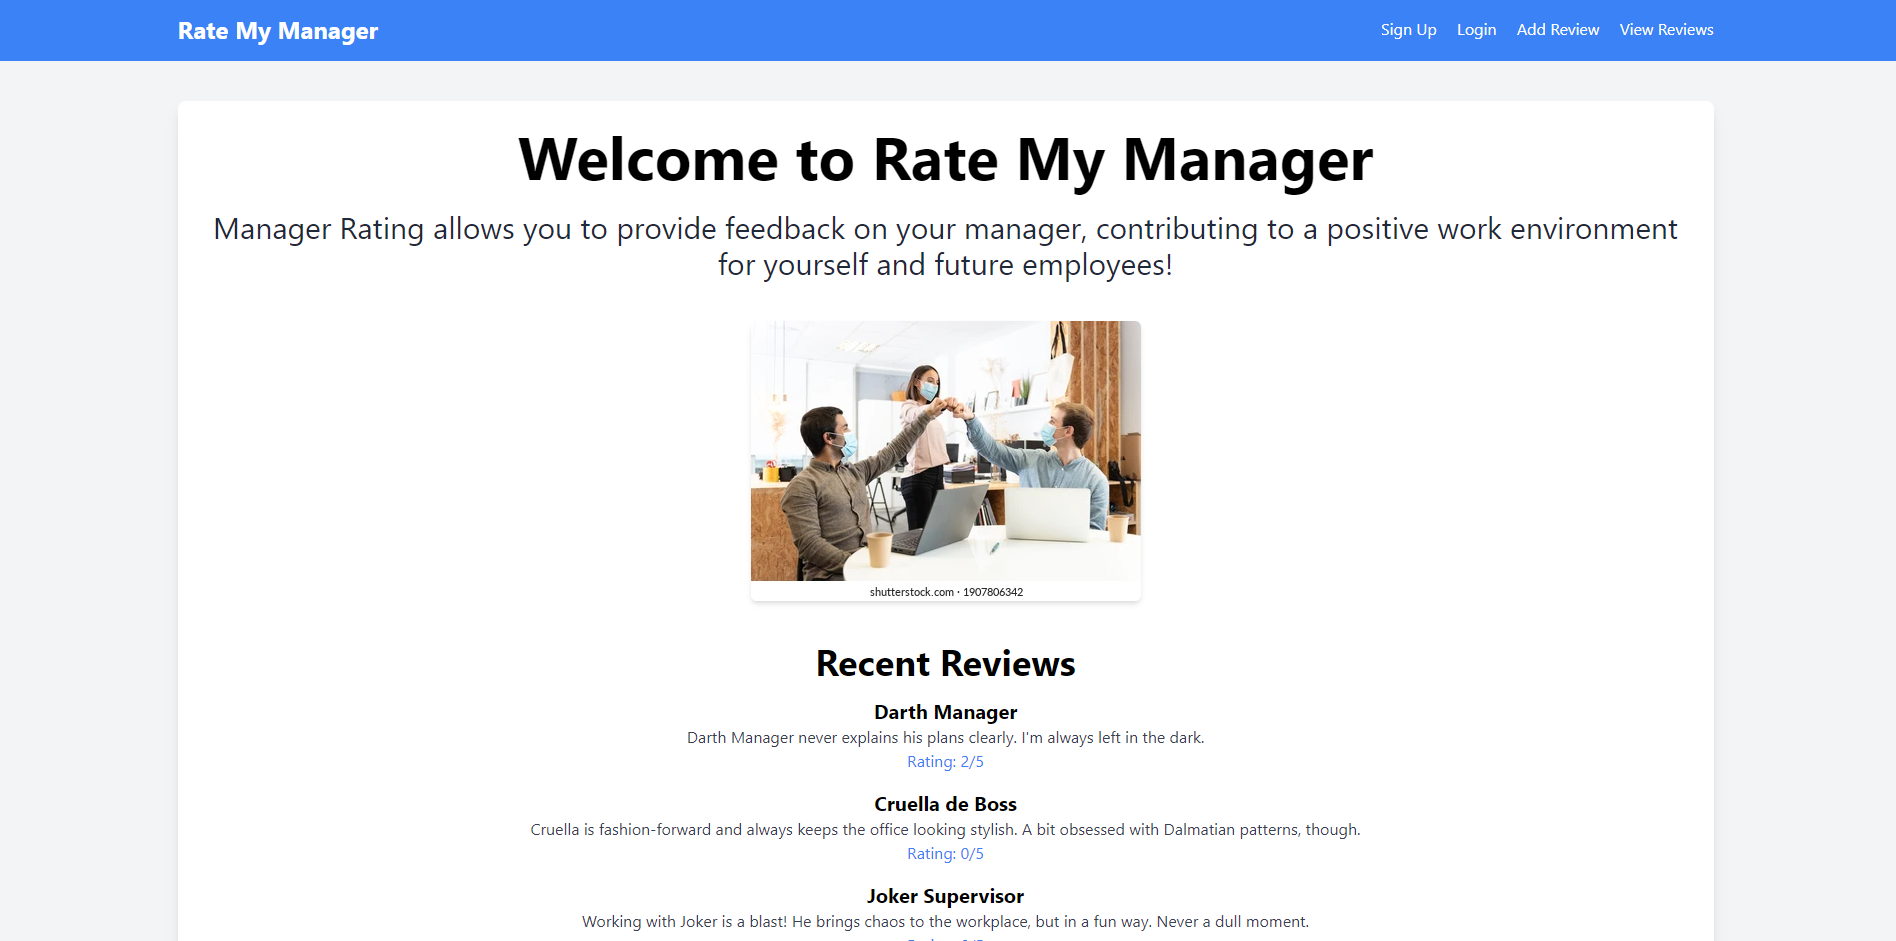 Rate My Manager
Sign Up
Login
Add Review
View Reviews
Welcome to Rate My Manager
Manager Rating allows you to provide feedback on your manager, contributing to a positive work environment
for yourself and future employees!
shutterstock.com · 1907806342
Recent Reviews
Darth Manager
Darth Manager never explains his plans clearly. I'm always left in the dark.
Rating: 2/5
Cruella de Boss
Cruella is fashion-forward and always keeps the office looking stylish. A bit obsessed with Dalmatian patterns, though.
Rating: 0/5
Joker Supervisor
Working with Joker is a blast! He brings chaos to the workplace, but in a fun way. Never a dull moment.